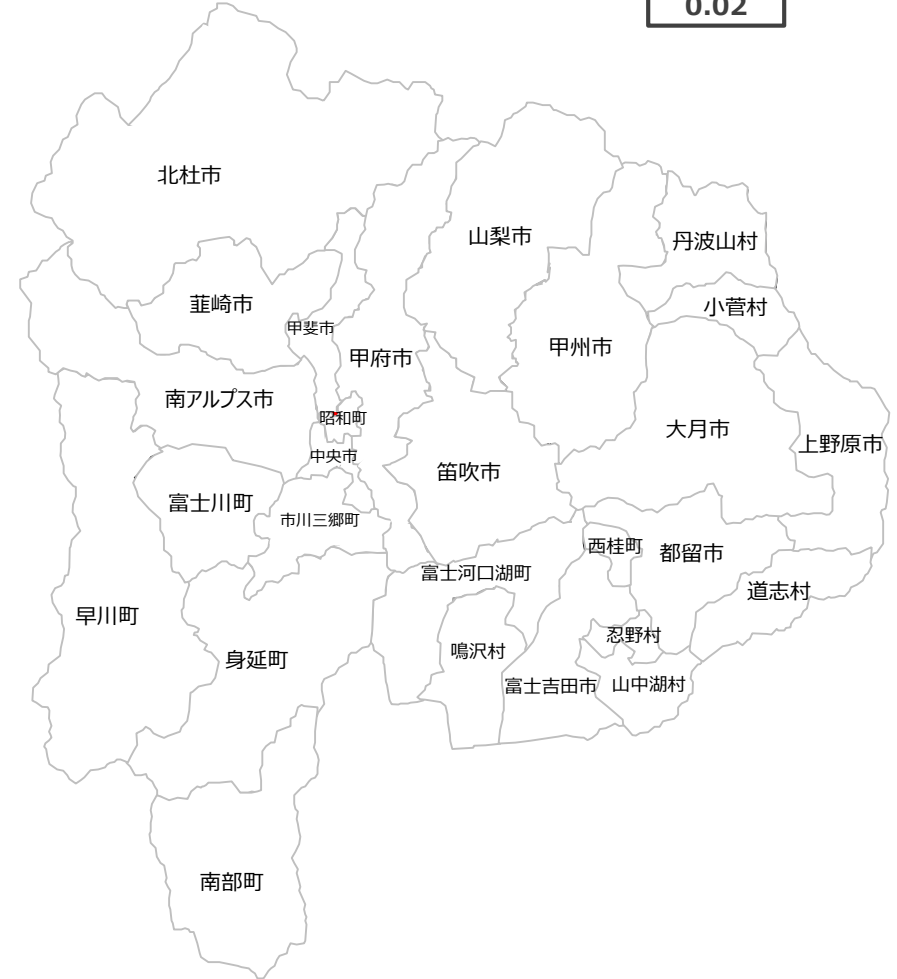 0.02
北杜市
山梨市
丹波山村
韮崎市
小菅村
甲斐市
甲府市
甲州市
南アルプス市
昭和町
大月市
上野原市
中央市
笛吹市
富士川町
市川三郷町
西桂町
都留市
富士河口湖町
道志村
早川町
忍野村
鳴沢村
身延町
富士吉田市
山中湖村
南部町